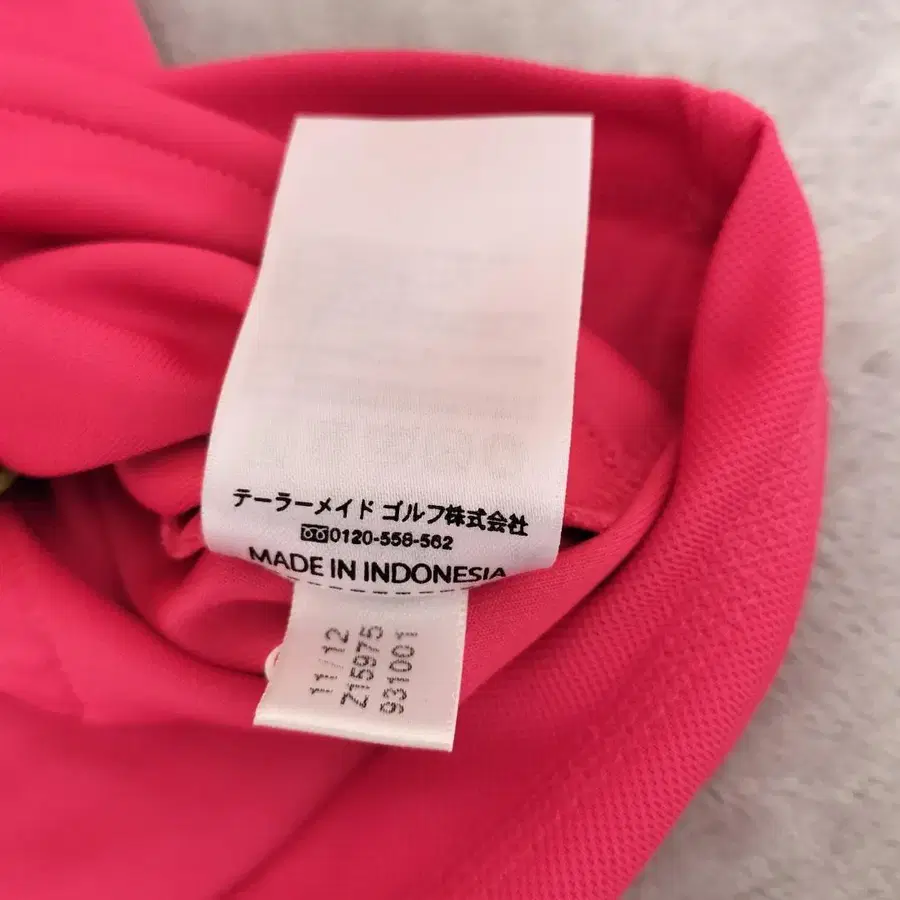 テーラーメイド ゴルフ株式会社
0120-558-562
MADE IN INDONESIA
11/12
Z15975
931001